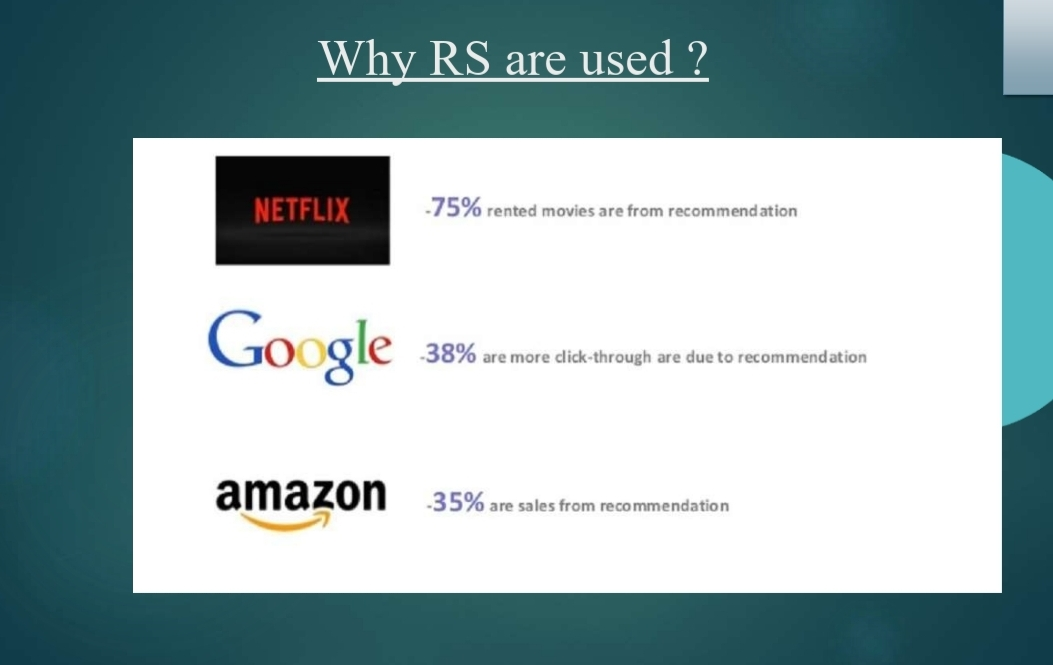 Why RS are used ?
NETFLIX
-75% rented movies are from recommendation
Google
-38% are more click-through are due to recommendation
amazon
-35% are sales from recommendation